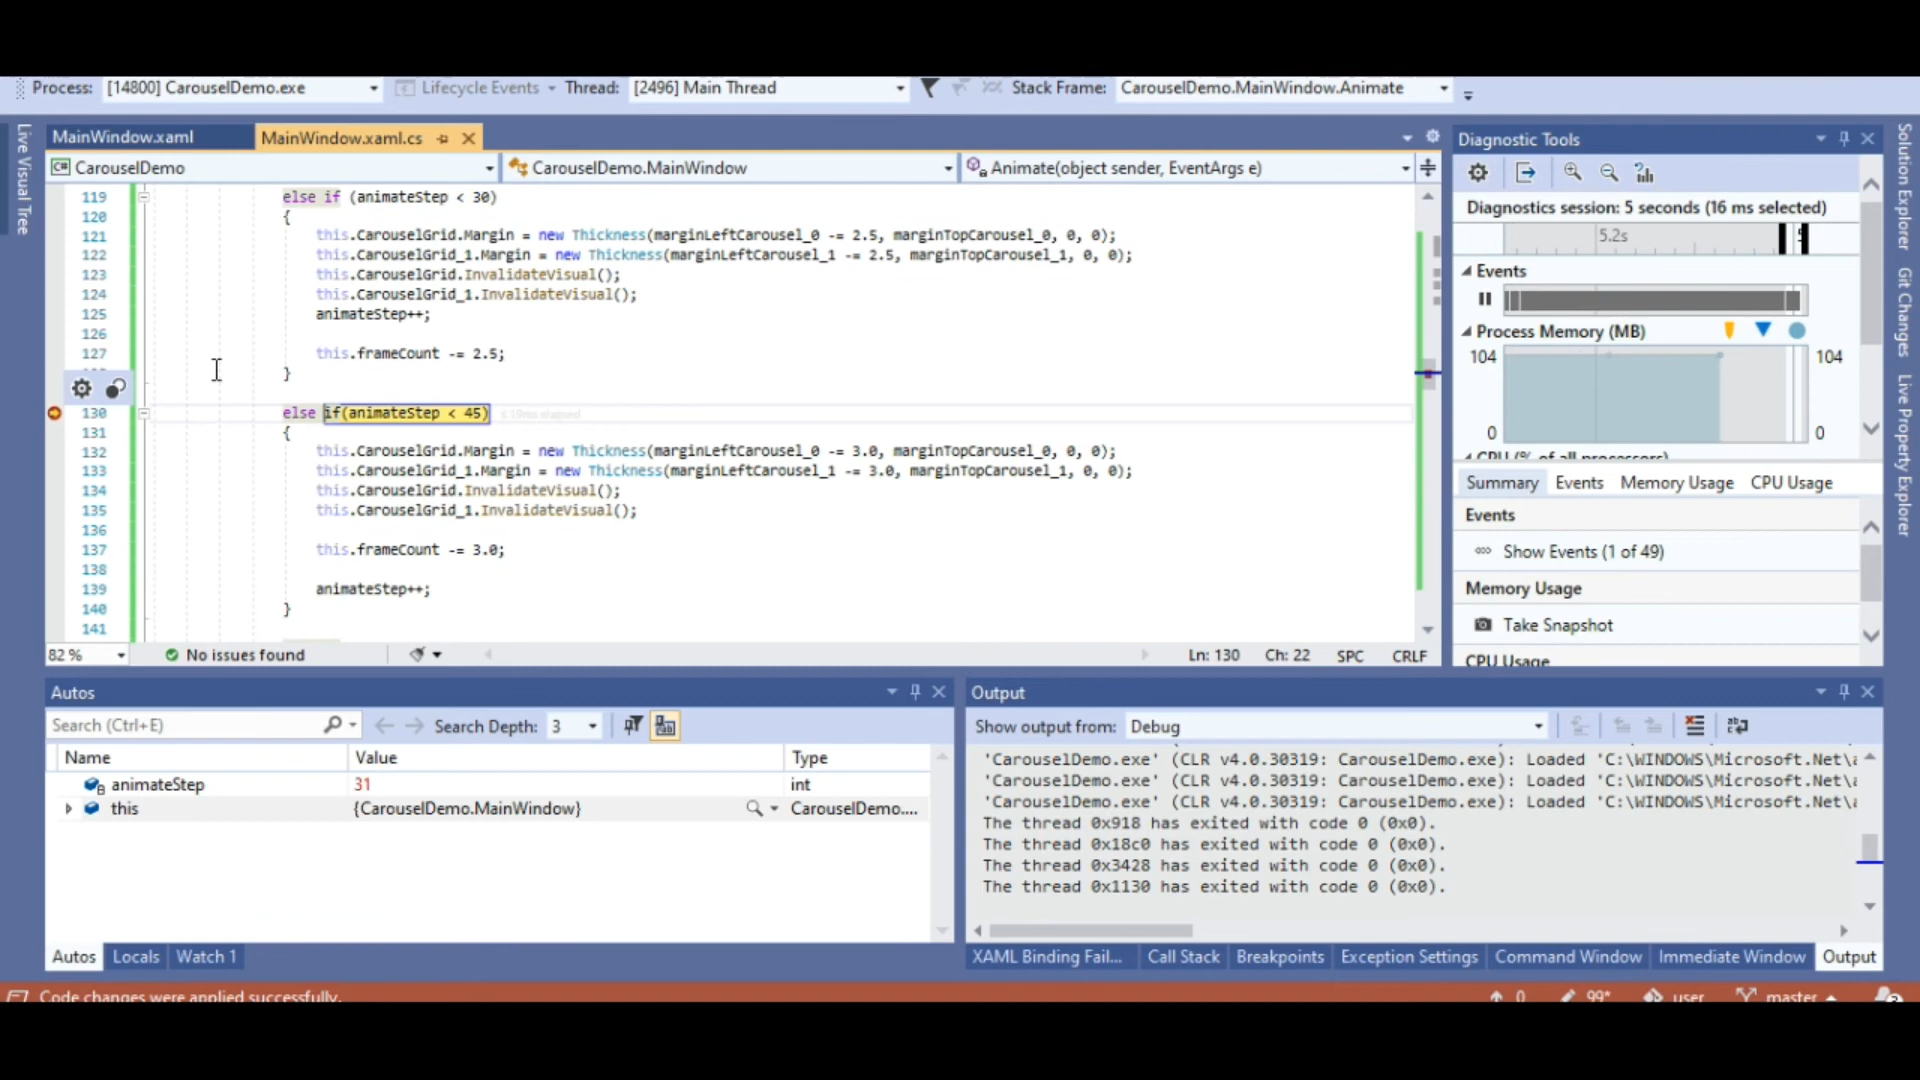 Process: [14800] CarouselDemo.exe Lifecycle Events Thread: [2496] Main Thread Stack Frame: CarouselDemo.MainWindow.Animate
Live Visual Tree
MainWindow.xaml MainWindow.xaml.cs
CarouselDemo CarouselDemo.MainWindow Animate(object sender, EventArgs e)
119 else if (animateStep < 30)
120 {
121 this.CarouselGrid.Margin = new Thickness(marginLeftCarousel_0 -= 2.5, marginTopCarousel_0, 0, 0);
122 this.CarouselGrid_1.Margin = new Thickness(marginLeftCarousel_1 -= 2.5, marginTopCarousel_1, 0, 0);
123 this.CarouselGrid.InvalidateVisual();
124 this.CarouselGrid_1.InvalidateVisual();
125 animateStep++;
126
127 this.frameCount -= 2.5;
}
130 else if(animateStep < 45)
131 {
132 this.CarouselGrid.Margin = new Thickness(marginLeftCarousel_0 -= 3.0, marginTopCarousel_0, 0, 0);
133 this.CarouselGrid_1.Margin = new Thickness(marginLeftCarousel_1 -= 3.0, marginTopCarousel_1, 0, 0);
134 this.CarouselGrid.InvalidateVisual();
135 this.CarouselGrid_1.InvalidateVisual();
136
137 this.frameCount -= 3.0;
138
139 animateStep++;
140 }
141
82 % No issues found Ln: 130 Ch: 22 SPC CRLF
Diagnostic Tools
Diagnostics session: 5 seconds (16 ms selected)
5.2s
Events
Process Memory (MB)
104 104
0 0
CPU (% of all processors)
Summary Events Memory Usage CPU Usage
Events
Show Events (1 of 49)
Memory Usage
Take Snapshot
CPU Usage
Solution Explorer
Git Changes
Live Property Explorer
Autos
Search (Ctrl+E) Search Depth: 3
Name Value Type
animateStep 31 int
this {CarouselDemo.MainWindow} CarouselDemo....
Autos Locals Watch 1
Output
Show output from: Debug
'CarouselDemo.exe' (CLR v4.0.30319: CarouselDemo.exe): Loaded 'C:\WINDOWS\Microsoft.Net\a
'CarouselDemo.exe' (CLR v4.0.30319: CarouselDemo.exe): Loaded 'C:\WINDOWS\Microsoft.Net\a
'CarouselDemo.exe' (CLR v4.0.30319: CarouselDemo.exe): Loaded 'C:\WINDOWS\Microsoft.Net\a
The thread 0x918 has exited with code 0 (0x0).
The thread 0x18c0 has exited with code 0 (0x0).
The thread 0x3428 has exited with code 0 (0x0).
The thread 0x1130 has exited with code 0 (0x0).
XAML Binding Fail... Call Stack Breakpoints Exception Settings Command Window Immediate Window Output
Code changes were applied successfully. 0 99* user master